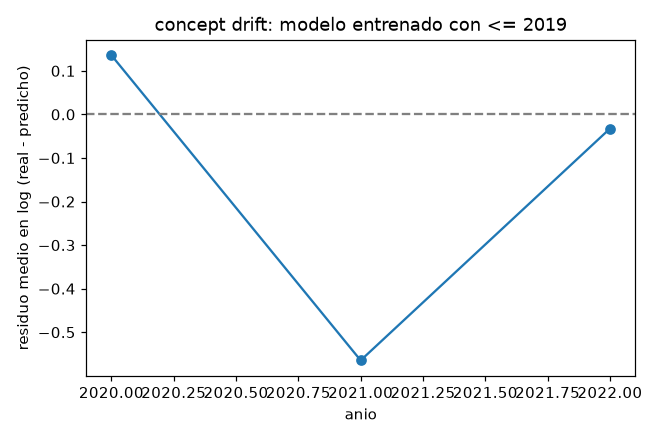 concept drift: modelo entrenado con <= 2019
residuo medio en log (real - predicho)
0.1
0.0
−0.1
−0.2
−0.3
−0.4
−0.5
2020.00 2020.25 2020.50 2020.75 2021.00 2021.25 2021.50 2021.75 2022.00
anio